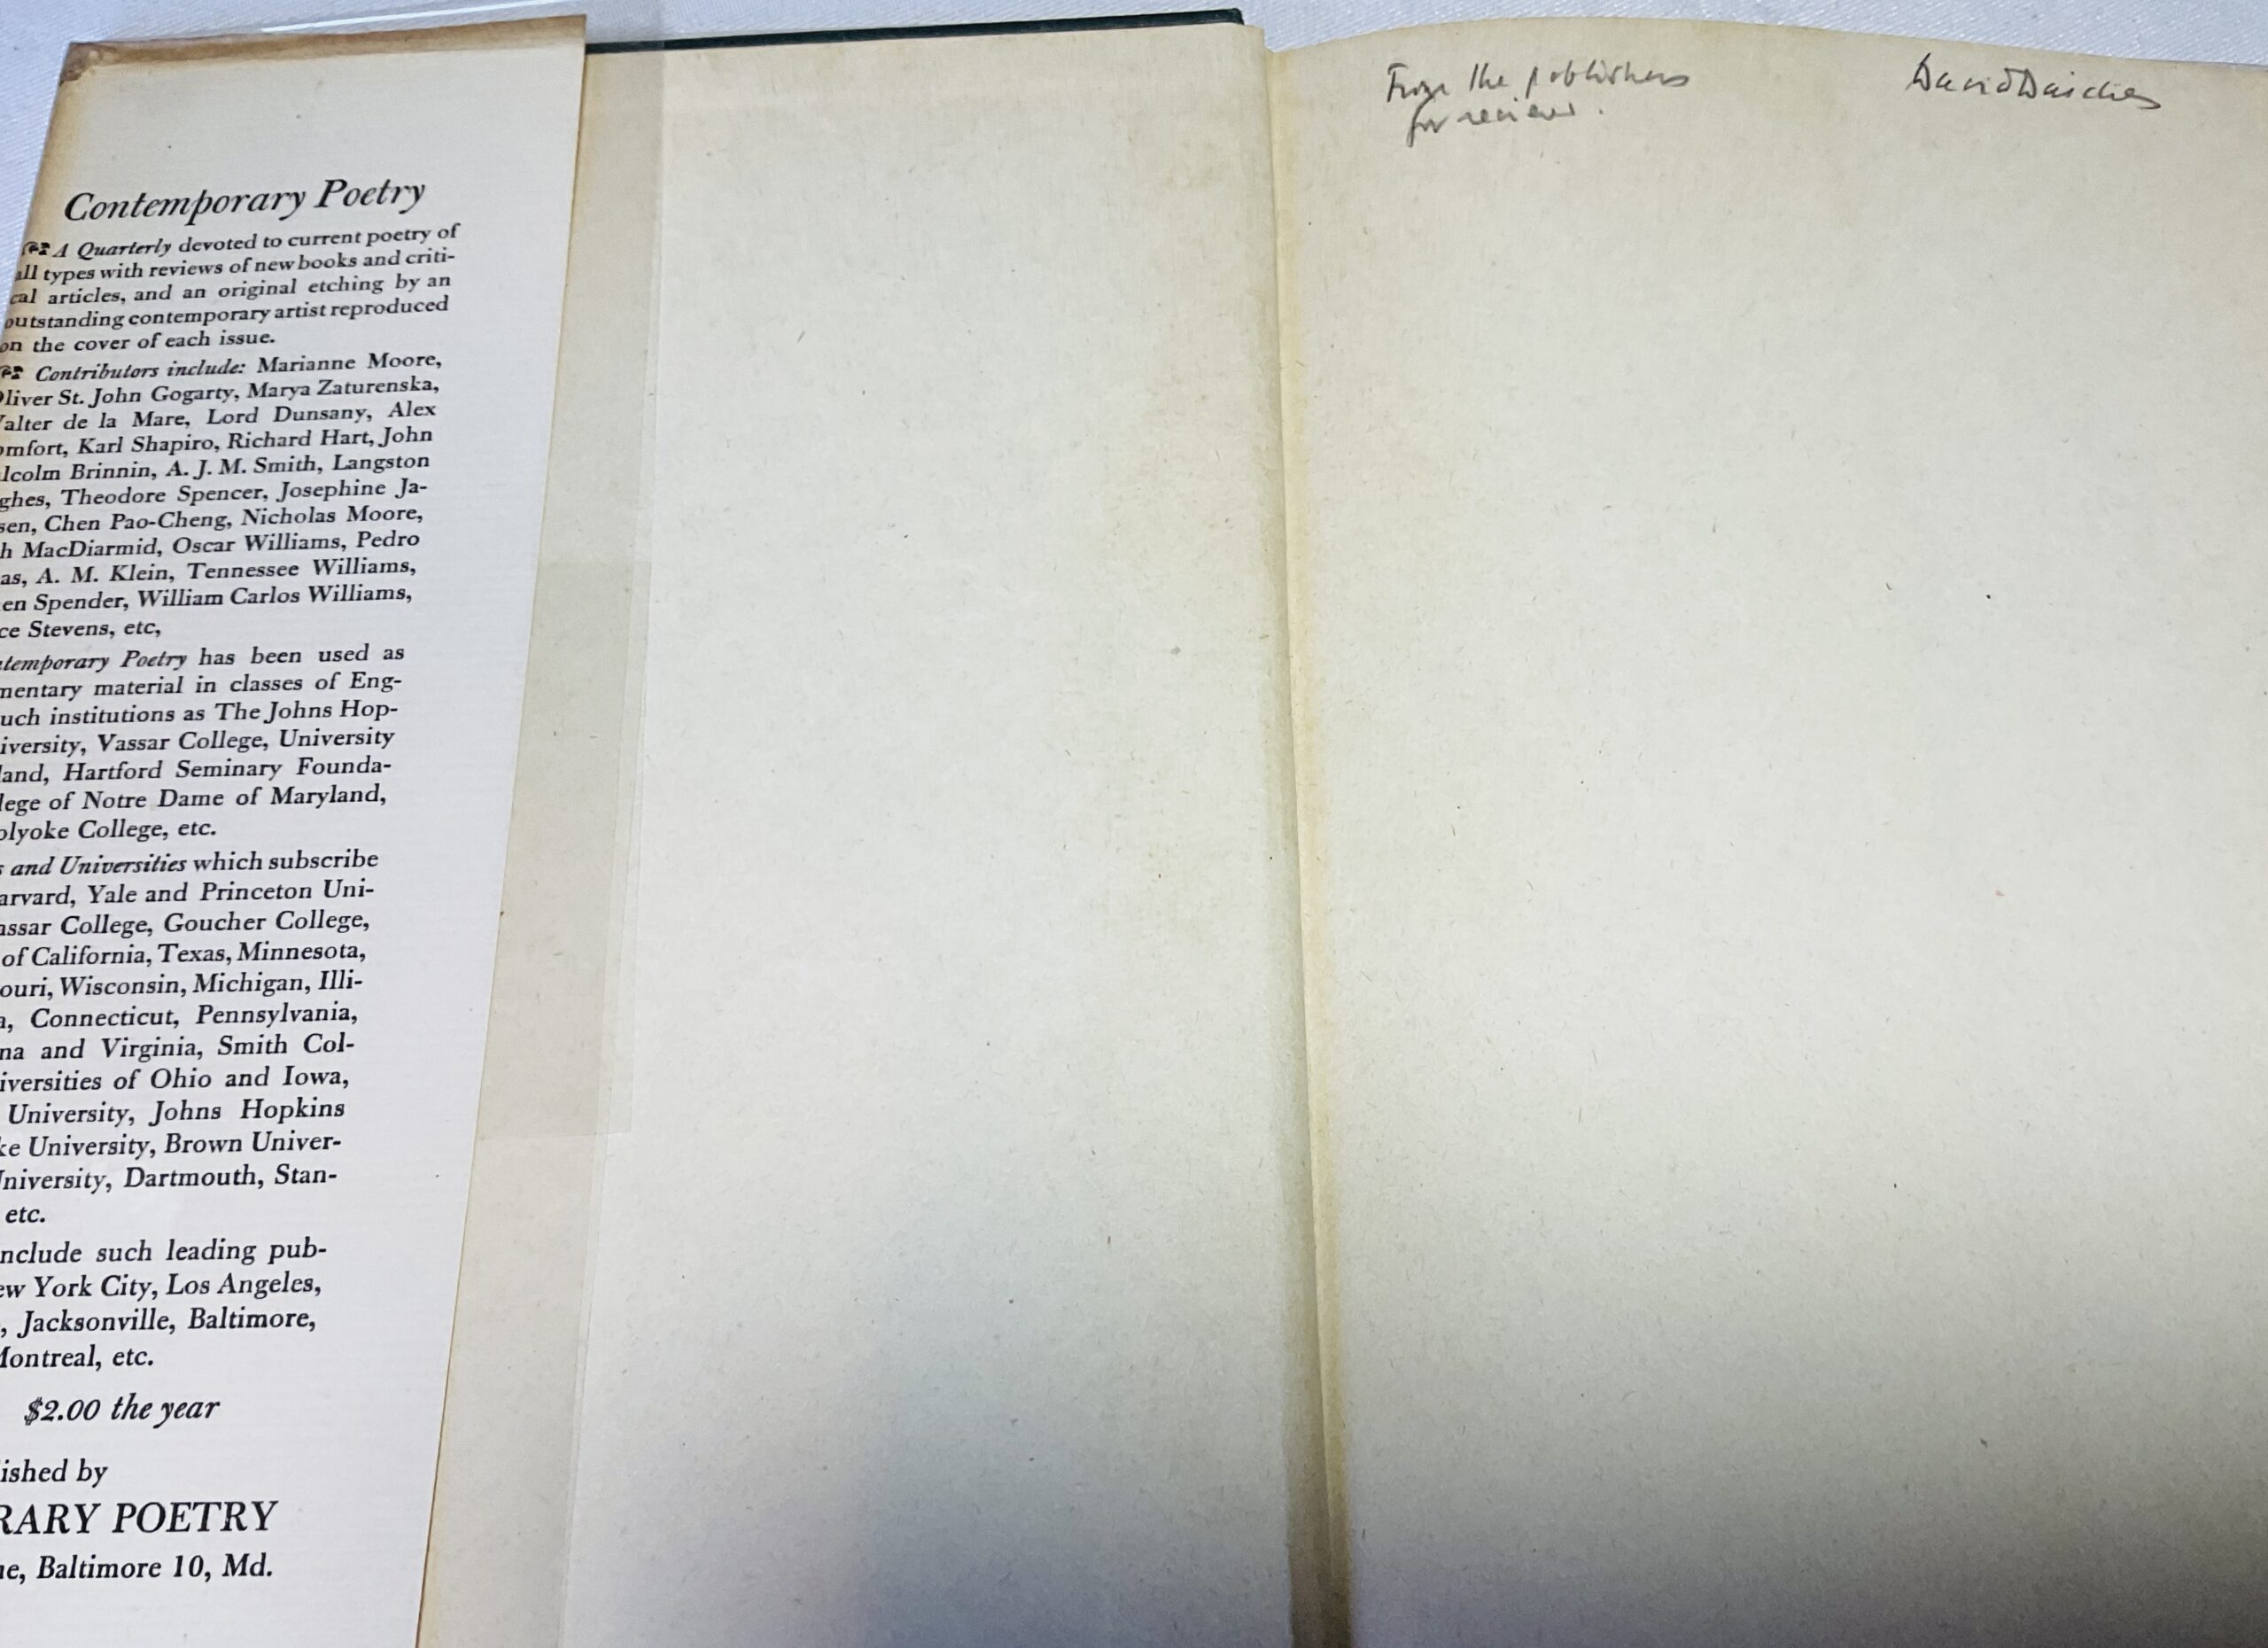 Contemporary Poetry
A Quarterly devoted to current poetry of
all types with reviews of new books and criti-
cal articles, and an original etching by an
outstanding contemporary artist reproduced
on the cover of each issue.
Contributors include: Marianne Moore,
Oliver St. John Gogarty, Marya Zaturenska,
Walter de la Mare, Lord Dunsany, Alex
omfort, Karl Shapiro, Richard Hart, John
lcolm Brinnin, A. J. M. Smith, Langston
ghes, Theodore Spencer, Josephine Ja-
sen, Chen Pao-Cheng, Nicholas Moore,
h MacDiarmid, Oscar Williams, Pedro
as, A. M. Klein, Tennessee Williams,
en Spender, William Carlos Williams,
ce Stevens, etc,
temporary Poetry has been used as
mentary material in classes of Eng-
uch institutions as The Johns Hop-
iversity, Vassar College, University
land, Hartford Seminary Founda-
lege of Notre Dame of Maryland,
olyoke College, etc.
s and Universities which subscribe
arvard, Yale and Princeton Uni-
assar College, Goucher College,
of California, Texas, Minnesota,
ouri, Wisconsin, Michigan, Illi-
a, Connecticut, Pennsylvania,
na and Virginia, Smith Col-
iversities of Ohio and Iowa,
University, Johns Hopkins
ke University, Brown Univer-
University, Dartmouth, Stan-
etc.
nclude such leading pub-
ew York City, Los Angeles,
, Jacksonville, Baltimore,
Montreal, etc.
$2.00 the year
ished by
RARY POETRY
ue, Baltimore 10, Md.
From the publishers
for review.
David Daiches